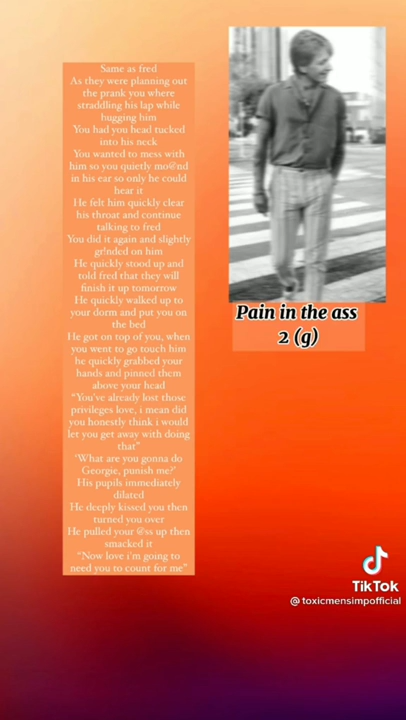 Same as fred
As they were planning out
the prank you where
straddling his lap while
hugging him
You had you head tucked
into his neck
You wanted to mess with
him so you quietly mo@nd
in his ear so only he could
hear it
He felt him quickly clear
his throat and continue
talking to fred
You did it again and slightly
gr!nded on him
He quickly stood up and
told fred that they will
finish it up tomorrow
He quickly walked up to
your dorm and put you on
the bed
He got on top of you, when
you went to go touch him
he quickly grabbed your
hands and pinned them
above your head
“You've already lost those
privileges love, i mean did
you honestly think i would
let you get away with doing
that”
“What are you gonna do
Georgie, punish me?”
His pupils immediately
dilated
He deeply kissed you then
turned you over
He pulled your @ss up then
smacked it
“Now love i'm going to
need you to count for me”
Pain in the ass
2 (g)
TikTok
@ toxicmensimpofficial